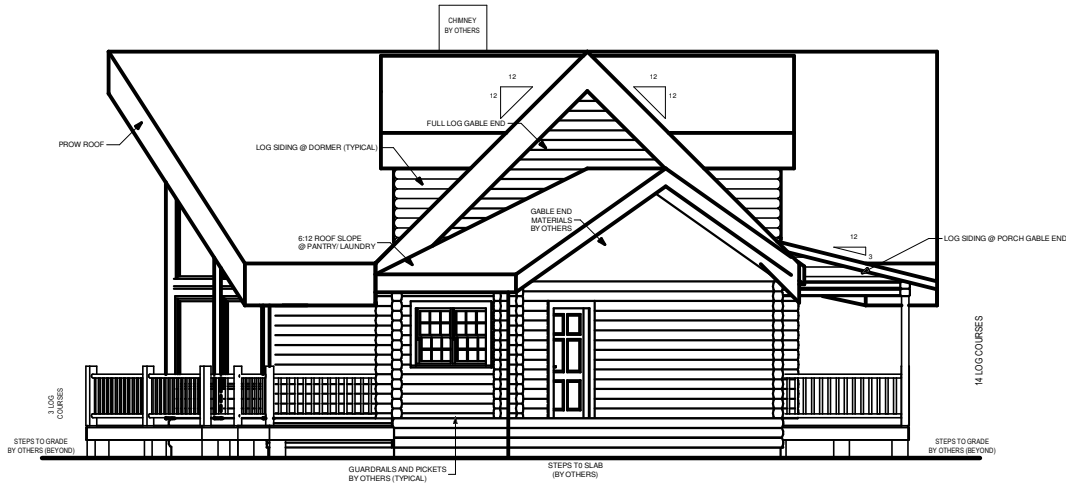 CHIMNEY
BY OTHERS
12
12
12
12
FULL LOG GABLE END
PROW ROOF
LOG SIDING @ DORMER (TYPICAL)
GABLE END
MATERIALS
BY OTHERS
6:12 ROOF SLOPE
@ PANTRY/ LAUNDRY
12
3
LOG SIDING @ PORCH GABLE END
14 LOG COURSES
3 LOG
COURSES
STEPS TO GRADE
BY OTHERS (BEYOND)
GUARDRAILS AND PICKETS
BY OTHERS (TYPICAL)
STEPS T0 SLAB
(BY OTHERS)
STEPS TO GRADE
BY OTHERS (BEYOND)